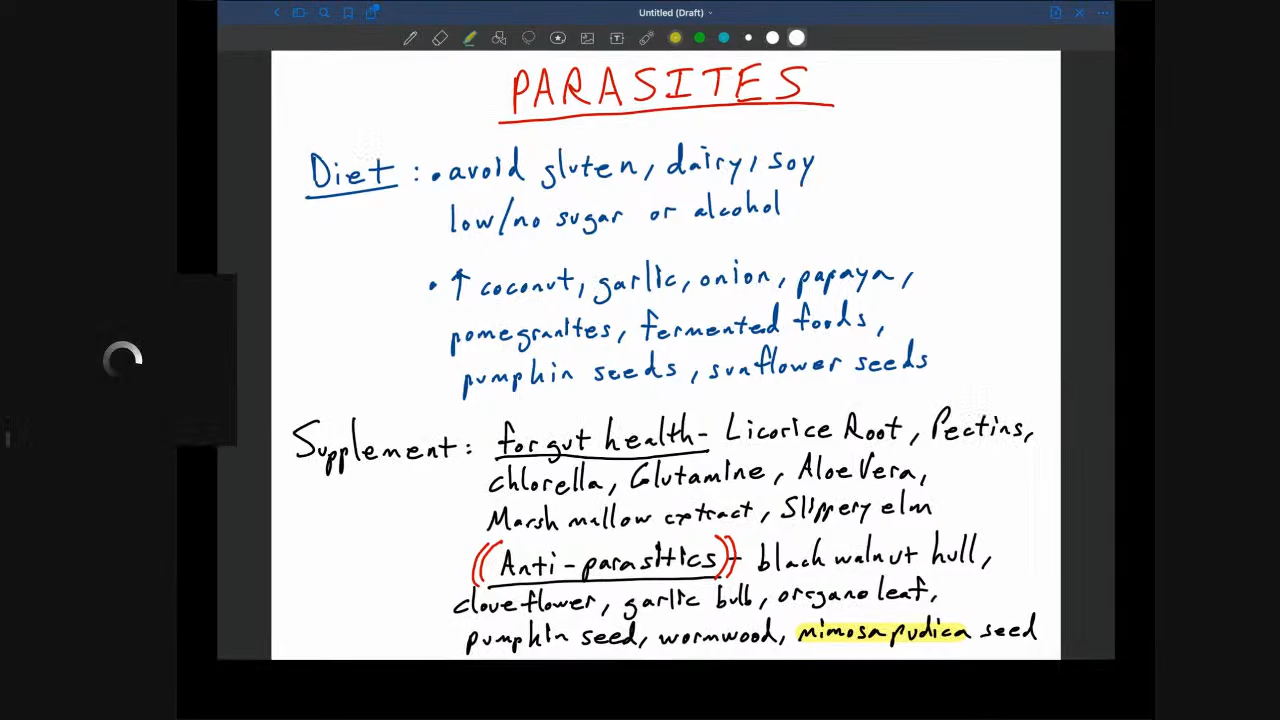 Untitled (Draft)
PARASITES
Diet : • avoid gluten, dairy, soy
low/no sugar or alcohol
• ↑ coconut, garlic, onion, papaya,
pomegranites, fermented foods,
pumpkin seeds, sunflower seeds
Supplement: for gut health- Licorice Root, Pectins,
chlorella, Glutamine, Aloe Vera,
Marshmallow extract, Slippery elm
((Anti-parasitics)) - black walnut hull,
clove flower, garlic bulb, oregano leaf,
pumpkin seed, wormwood, mimosa pudica seed